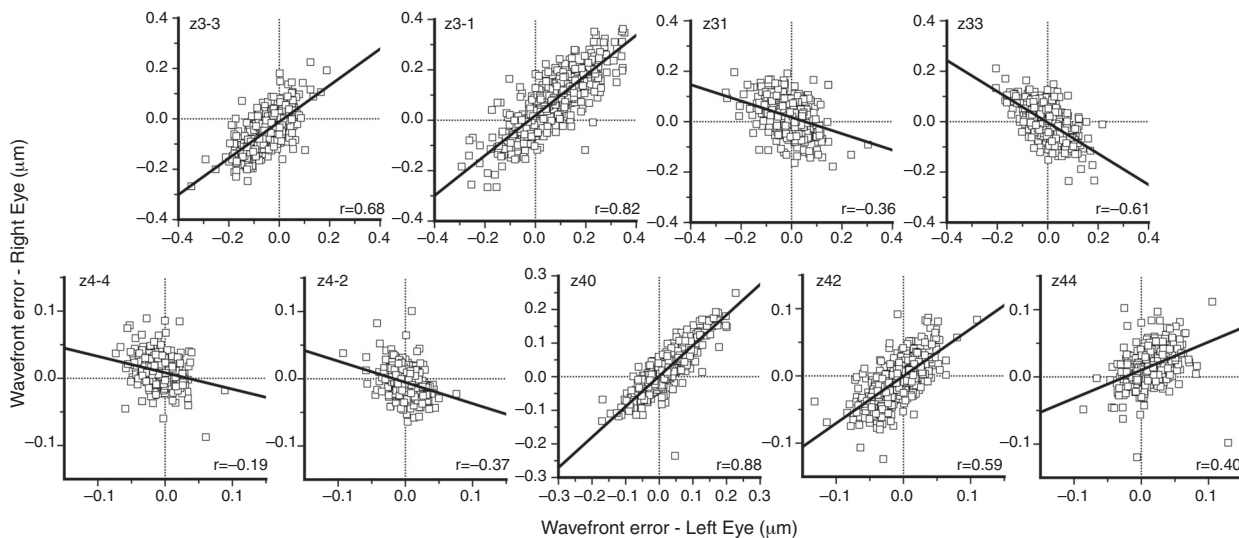 z3-3
0.4
0.2
0.0
−0.2
−0.4
−0.4 −0.2 0.0 0.2 0.4
r=0.68
z3-1
0.4
0.2
0.0
−0.2
−0.4
−0.4 −0.2 0.0 0.2 0.4
r=0.82
z31
0.4
0.2
0.0
−0.2
−0.4
−0.4 −0.2 0.0 0.2 0.4
r=−0.36
z33
0.4
0.2
0.0
−0.2
−0.4
−0.4 −0.2 0.0 0.2 0.4
r=−0.61
Wavefront error - Right Eye (μm)
z4-4
0.1
0.0
−0.1
−0.1 0.0 0.1
r=−0.19
z4-2
0.1
0.0
−0.1
−0.1 0.0 0.1
r=−0.37
z40
0.3
0.2
0.1
0.0
−0.1
−0.2
−0.3
−0.3 −0.2 −0.1 0.0 0.1 0.2 0.3
r=0.88
z42
0.1
0.0
−0.1
−0.1 0.0 0.1
r=0.59
z44
0.1
0.0
−0.1
−0.1 0.0 0.1
r=0.40
Wavefront error - Left Eye (μm)